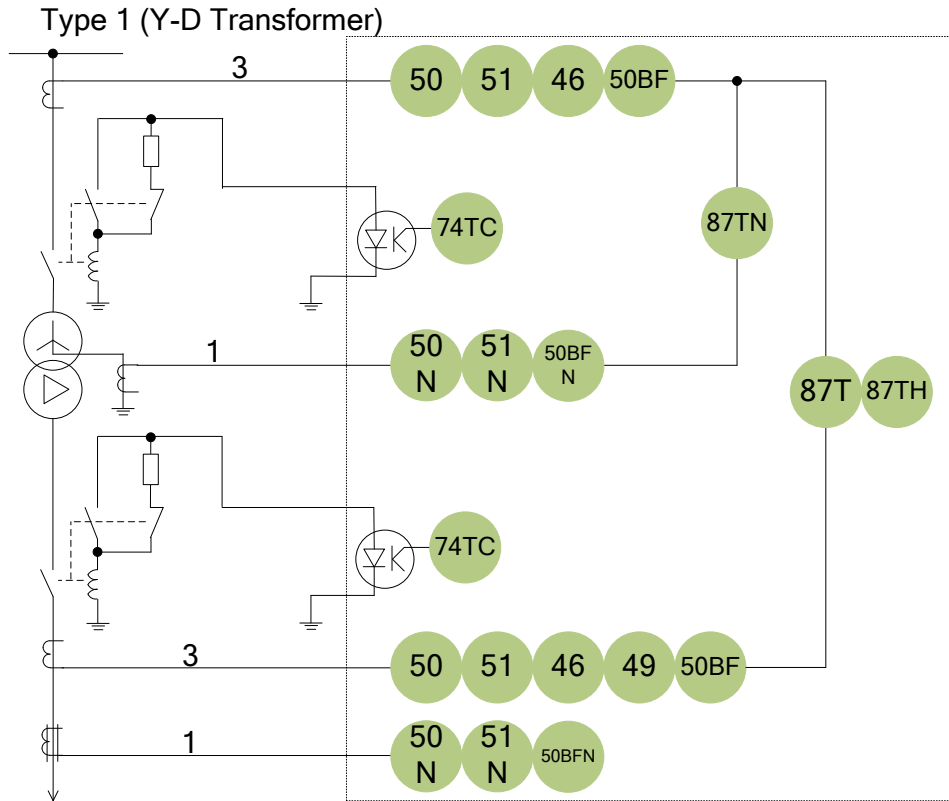 Type 1 (Y-D Transformer)
3 50 51 46 50BF
74TC 87TN
1 50 N 51 N 50BF N
87T 87TH
74TC
3 50 51 46 49 50BF
1 50 N 51 N 50BFN